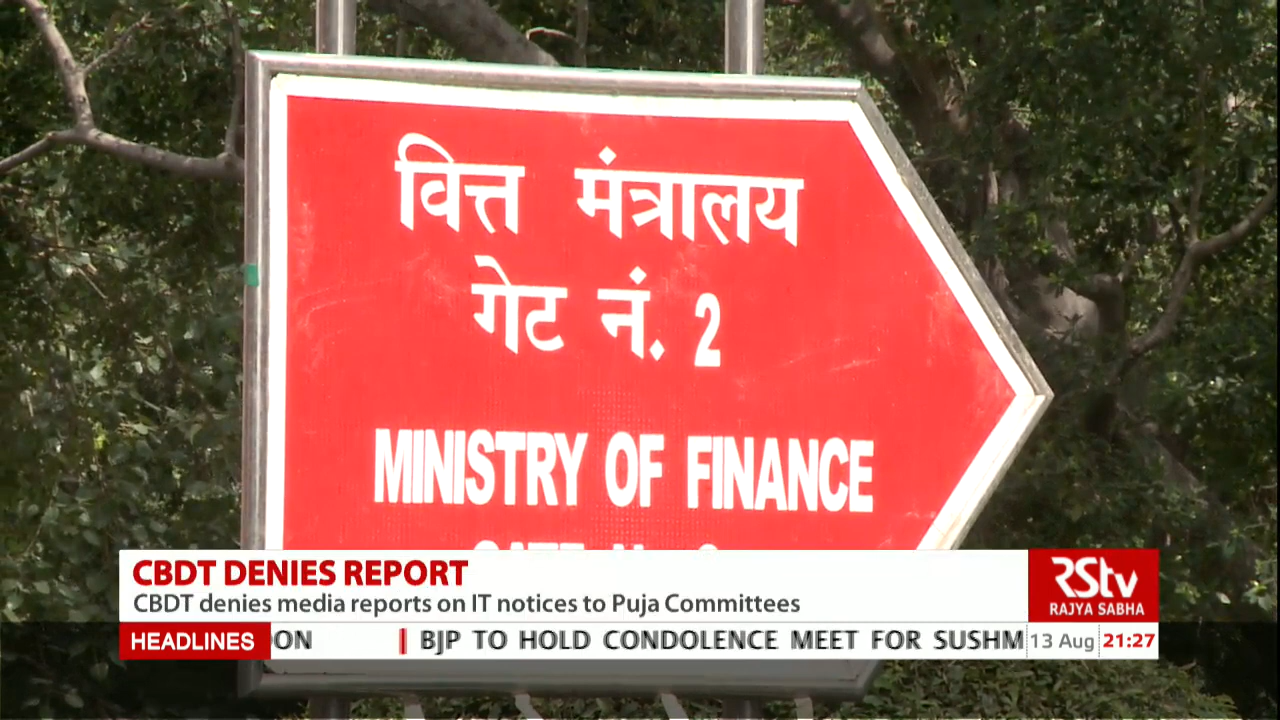 वित्त मंत्रालय
गेट नं. 2
MINISTRY OF FINANCE
CBDT DENIES REPORT
CBDT denies media reports on IT notices to Puja Committees
RStv
RAJYA SABHA
HEADLINES
ON | BJP TO HOLD CONDOLENCE MEET FOR SUSHM
13 Aug 21:27